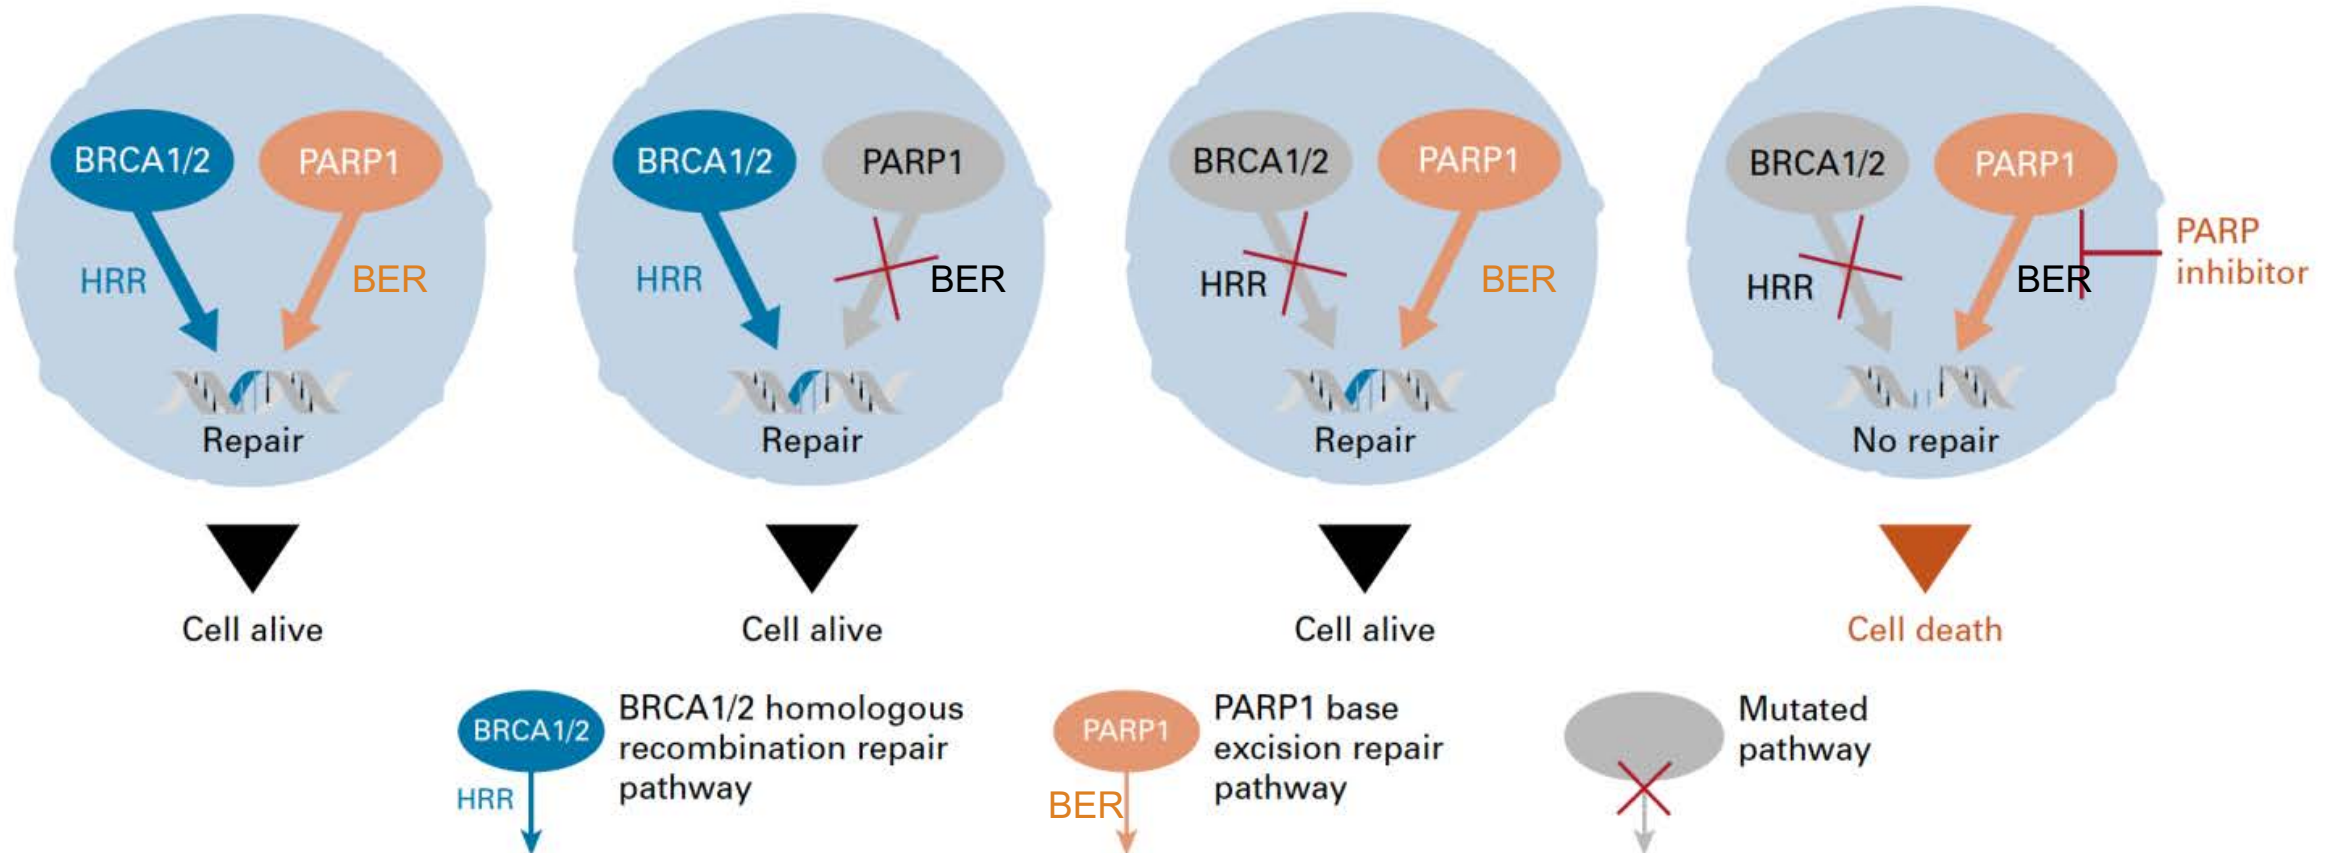 BRCA1/2
PARP1
HRR
BER
Repair
Cell alive
BRCA1/2
PARP1
HRR
BER
Repair
Cell alive
BRCA1/2
PARP1
HRR
BER
Repair
Cell alive
BRCA1/2
PARP1
HRR
BER
PARP
inhibitor
No repair
Cell death
BRCA1/2
HRR
BRCA1/2 homologous
recombination repair
pathway
PARP1
BER
PARP1 base
excision repair
pathway
Mutated
pathway